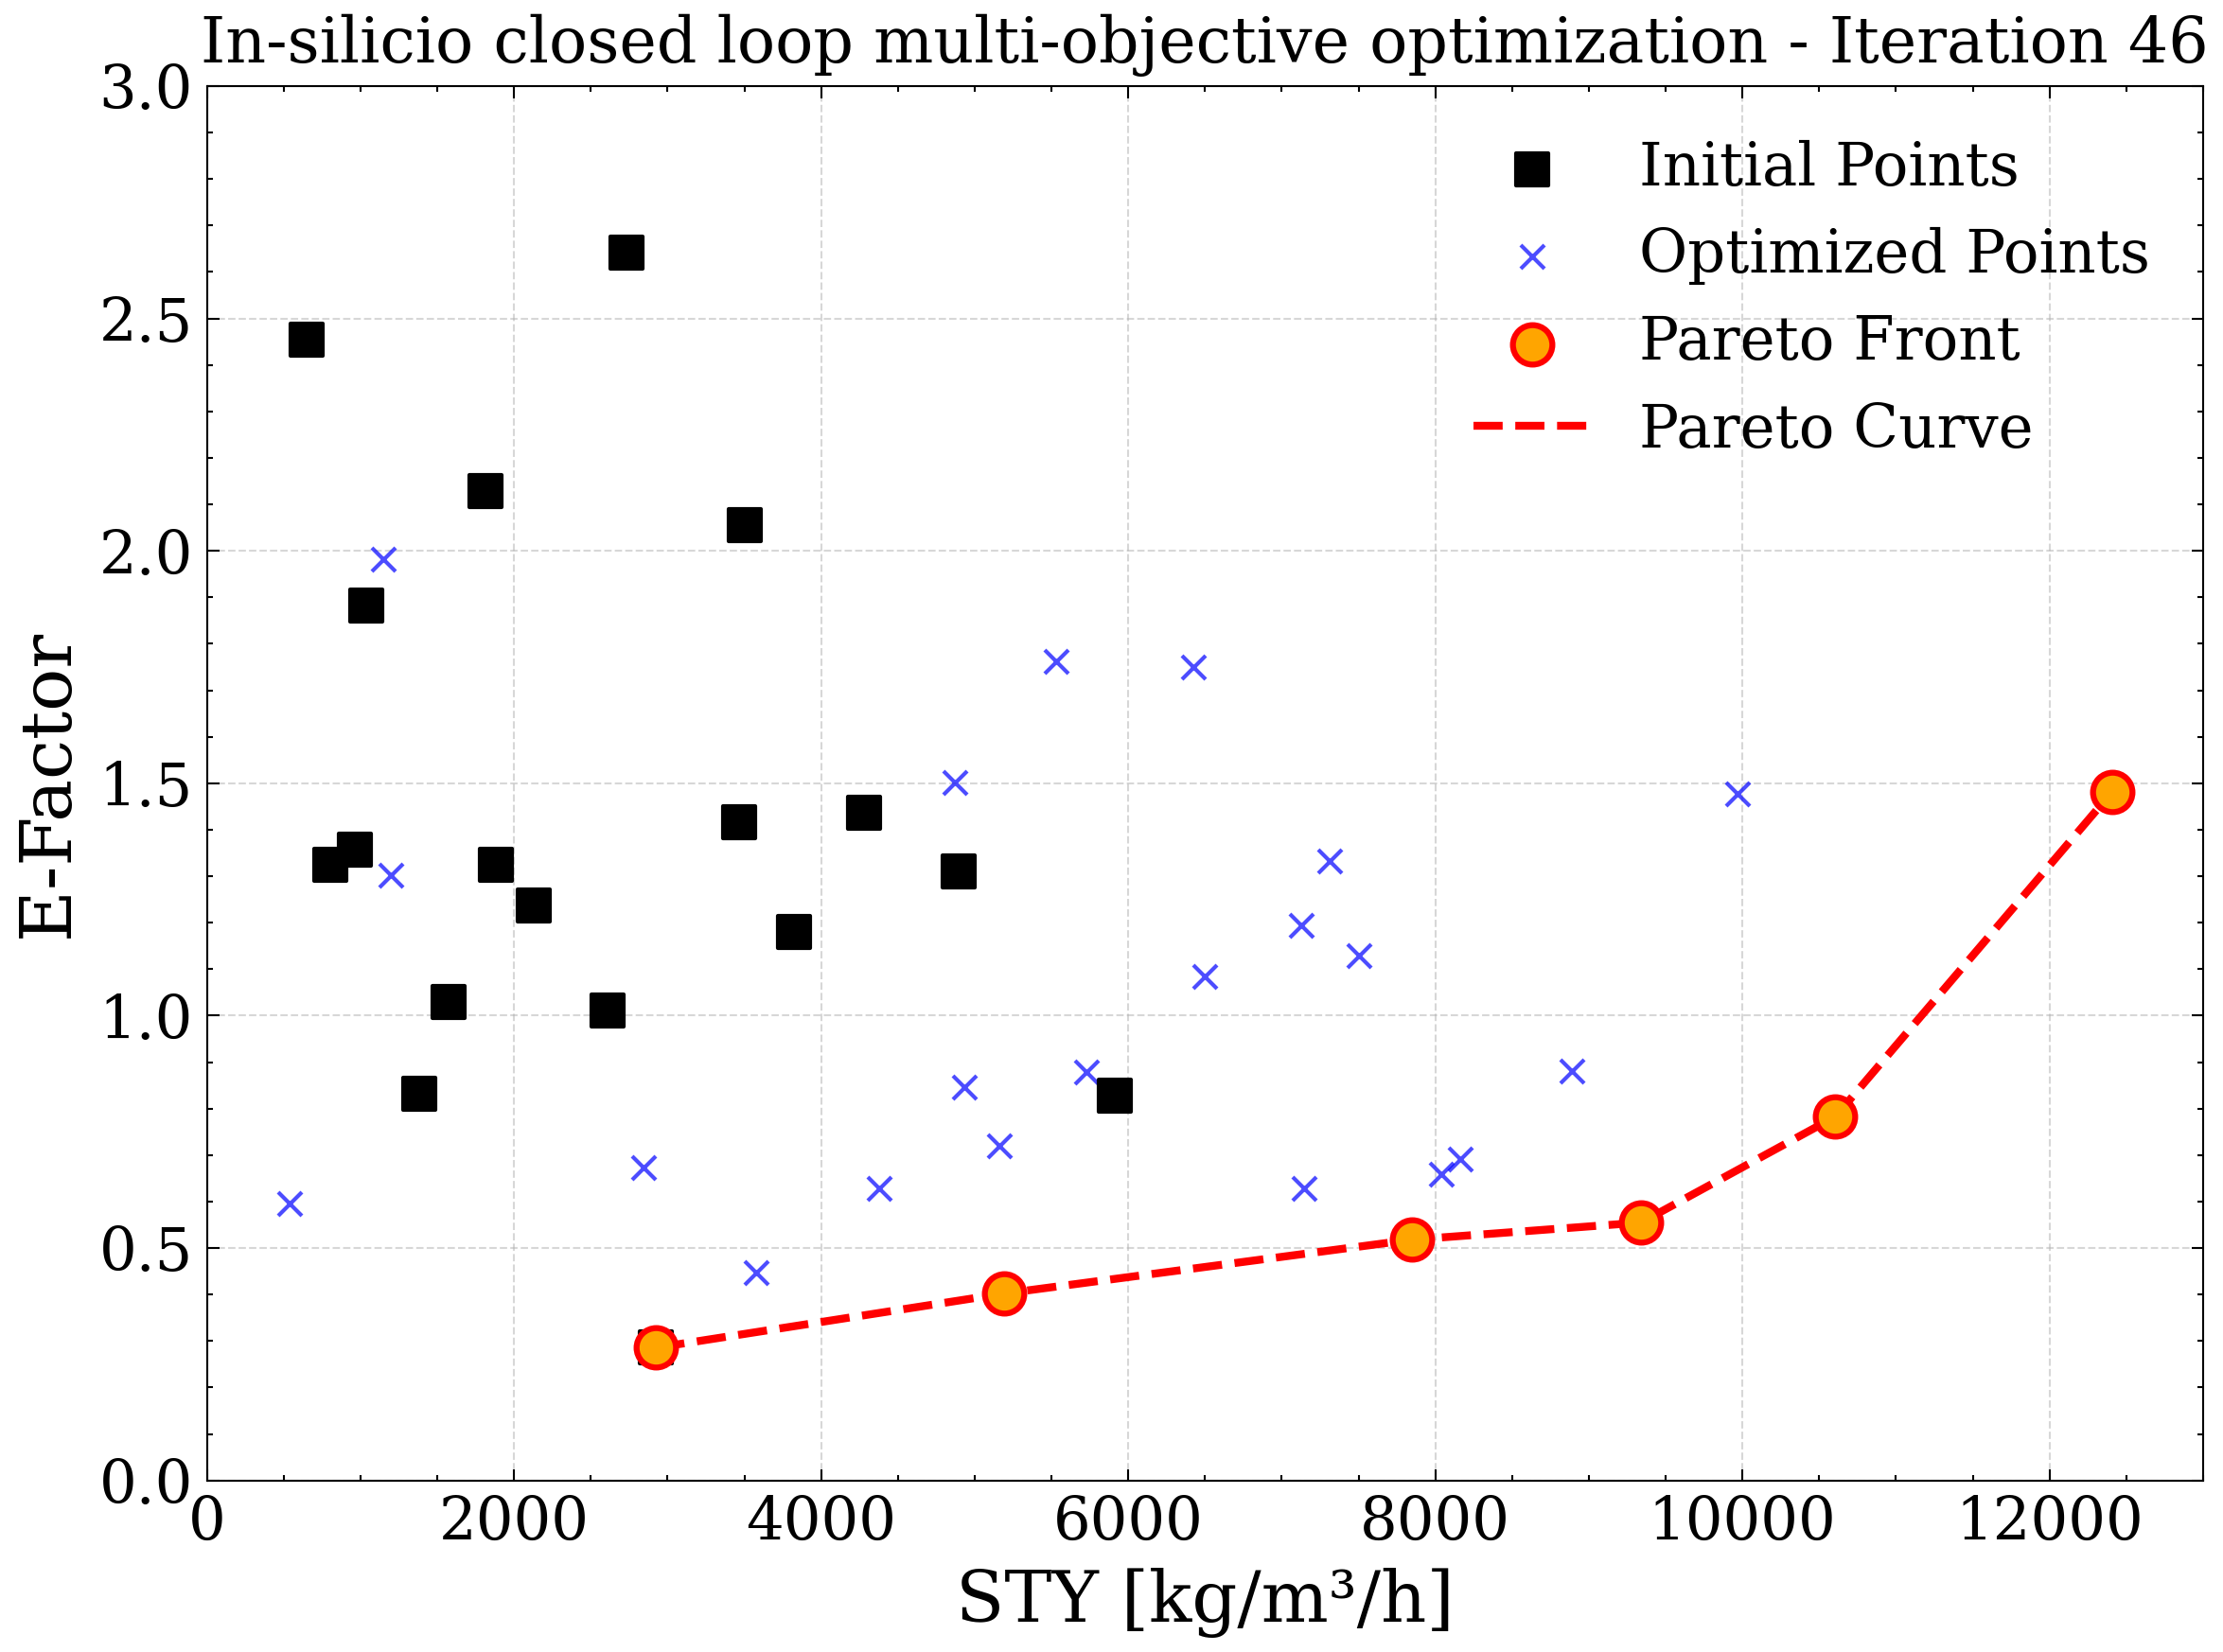 In-silicio closed loop multi-objective optimization - Iteration 46
3.0
2.5
2.0
1.5
1.0
0.5
0.0
E-Factor
Initial Points
Optimized Points
Pareto Front
Pareto Curve
0 2000 4000 6000 8000 10000 12000
STY [kg/m³/h]